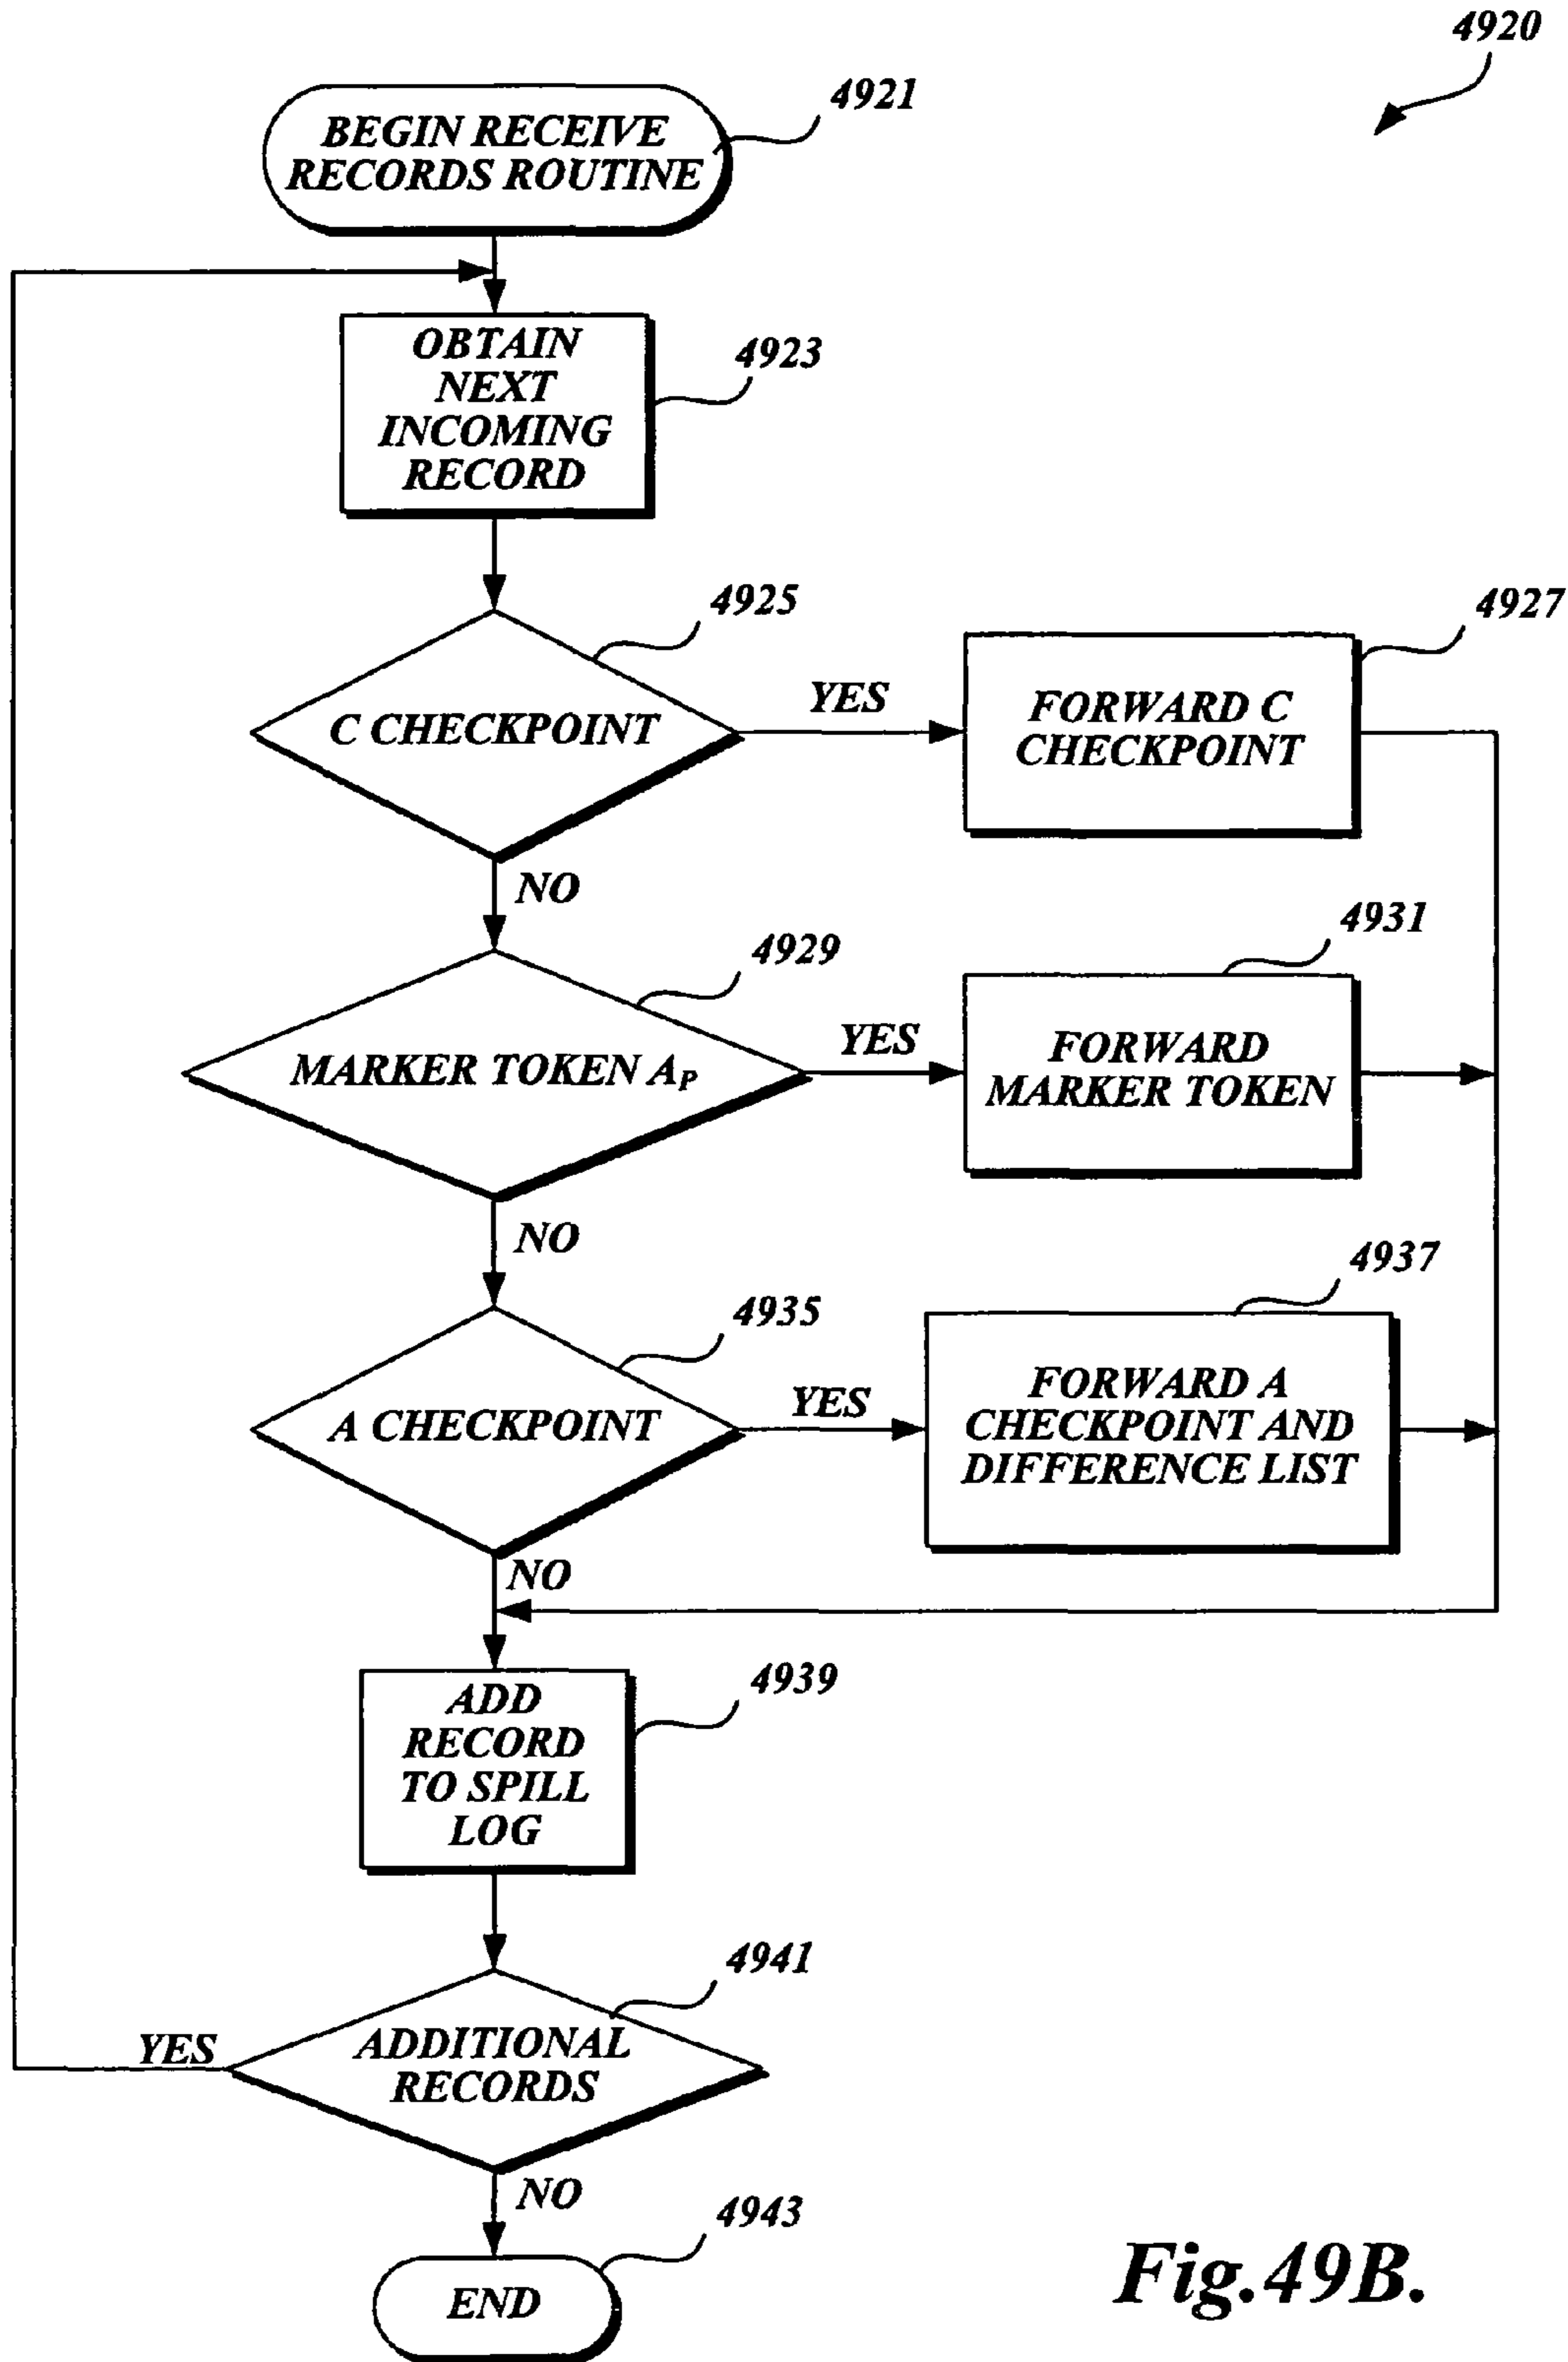 4920
4921
BEGIN RECEIVE
RECORDS ROUTINE
4923
OBTAIN
NEXT
INCOMING
RECORD
4925
C CHECKPOINT
YES
4927
FORWARD C
CHECKPOINT
NO
4929
MARKER TOKEN AP
YES
4931
FORWARD
MARKER TOKEN
NO
4935
A CHECKPOINT
YES
4937
FORWARD A
CHECKPOINT AND
DIFFERENCE LIST
NO
4939
ADD
RECORD
TO SPILL
LOG
4941
ADDITIONAL
RECORDS
YES
NO
4943
END
Fig.49B.